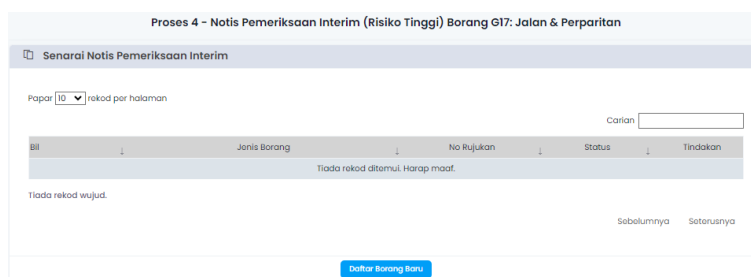 Proses 4 - Notis Pemeriksaan Interim (Risiko Tinggi) Borang G17: Jalan & Perparitan
Senarai Notis Pemeriksaan Interim
Papar 10 rekod per halaman
Carian
Bil Jenis Borang No Rujukan Status Tindakan
Tiada rekod ditemui. Harap maaf.
Tiada rekod wujud.
Sebelumnya Seterusnya
Daftar Borang Baru